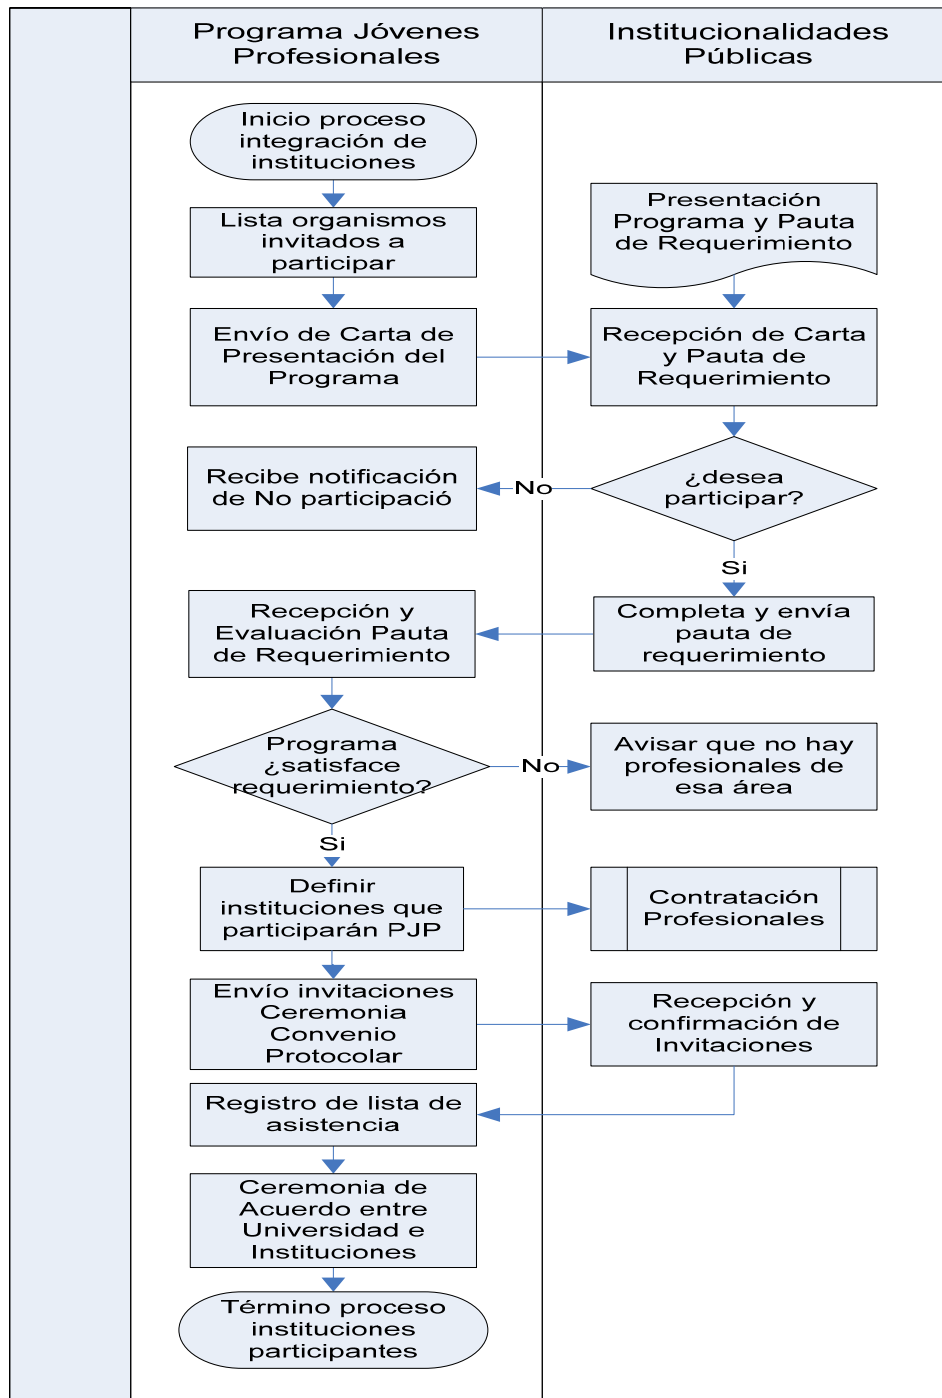 Programa Jóvenes
Profesionales
Institucionalidades
Públicas
Inicio proceso
integración de
instituciones
Lista organismos
invitados a
participar
Presentación
Programa y Pauta
de Requerimiento
Envío de Carta de
Presentación del
Programa
Recepción de Carta
y Pauta de
Requerimiento
¿desea
participar?
No
Recibe notificación
de No participació
Si
Completa y envía
pauta de
requerimiento
Recepción y
Evaluación Pauta
de Requerimiento
Programa
¿satisface
requerimiento?
No
Avisar que no hay
profesionales de
esa área
Si
Definir
instituciones que
participarán PJP
Contratación
Profesionales
Envío invitaciones
Ceremonia
Convenio
Protocolar
Recepción y
confirmación de
Invitaciones
Registro de lista de
asistencia
Ceremonia de
Acuerdo entre
Universidad e
Instituciones
Término proceso
instituciones
participantes